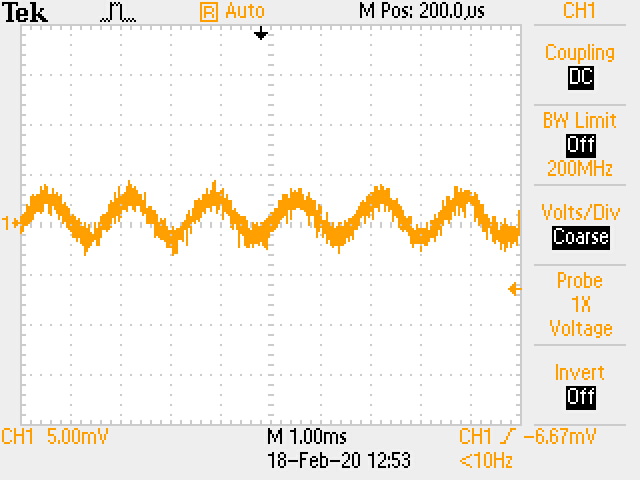 Tek R Auto M Pos: 200.0µs CH1
Coupling
DC
BW Limit
Off
200MHz
Volts/Div
Coarse
Probe
1X
Voltage
Invert
Off
1
CH1 5.00mV M 1.00ms CH1 −6.67mV
18-Feb-20 12:53 <10Hz